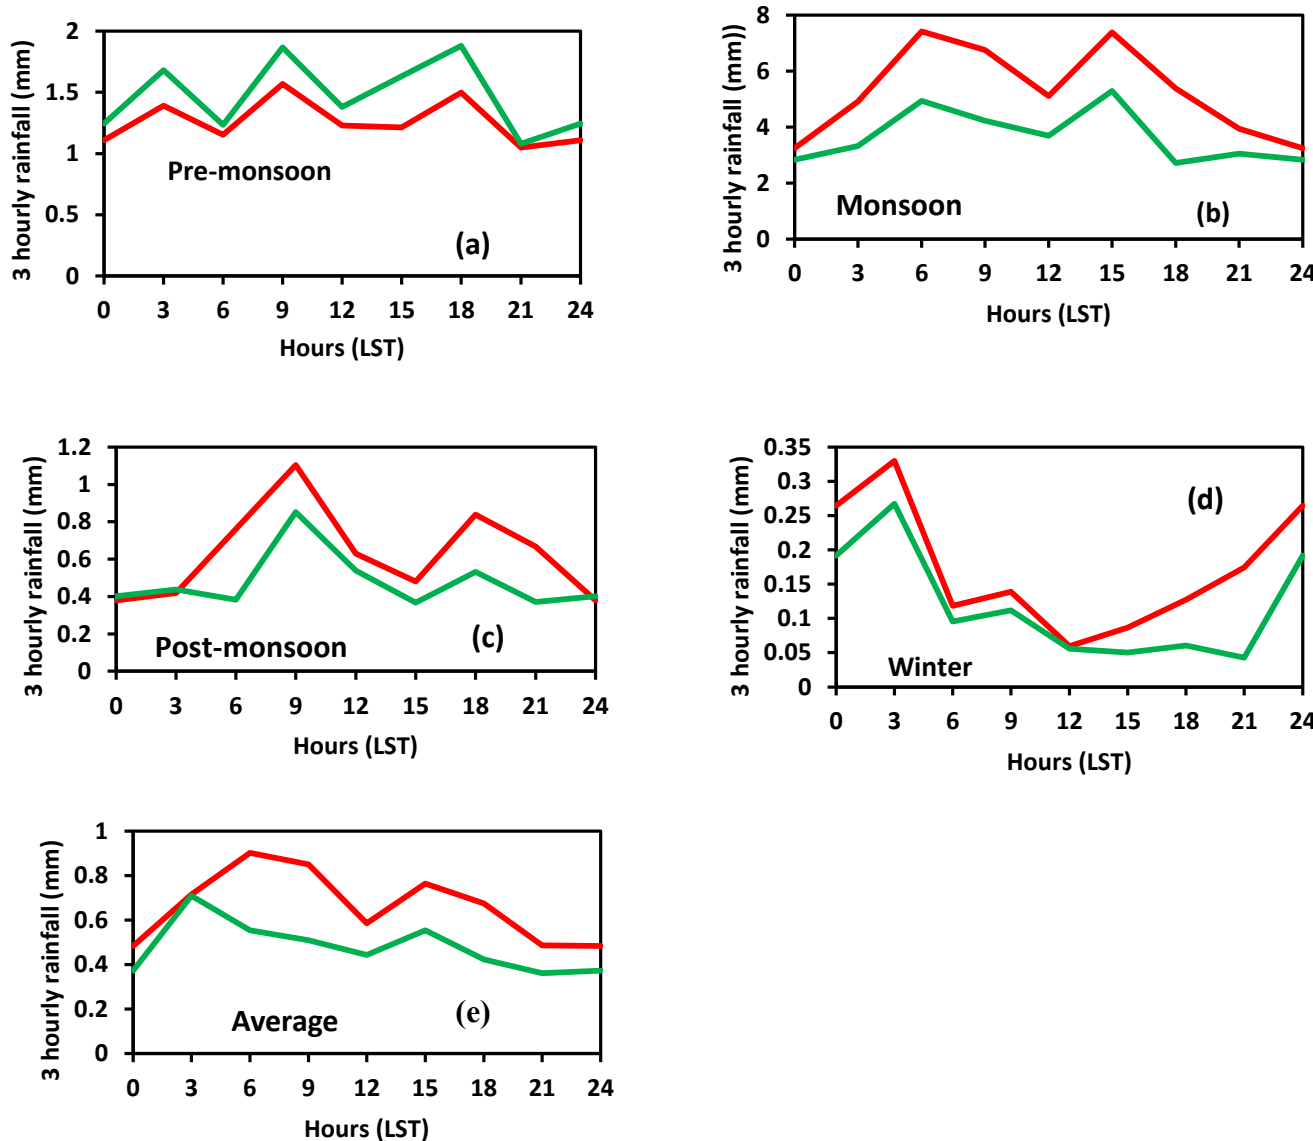 3 hourly rainfall (mm)
2
1.5
1
0.5
0
Pre-monsoon
(a)
0 3 6 9 12 15 18 21 24
Hours (LST)
3 hourly rainfall (mm))
8
6
4
2
0
Monsoon
(b)
0 3 6 9 12 15 18 21 24
Hours (LST)
3 hourly rainfall (mm)
1.2
1
0.8
0.6
0.4
0.2
0
Post-monsoon
(c)
0 3 6 9 12 15 18 21 24
Hours (LST)
3 hourly rainfall (mm)
0.35
0.3
0.25
0.2
0.15
0.1
0.05
0
(d)
Winter
0 3 6 9 12 15 18 21 24
Hours (LST)
3 hourly rainfall (mm)
1
0.8
0.6
0.4
0.2
0
Average
(e)
0 3 6 9 12 15 18 21 24
Hours (LST)